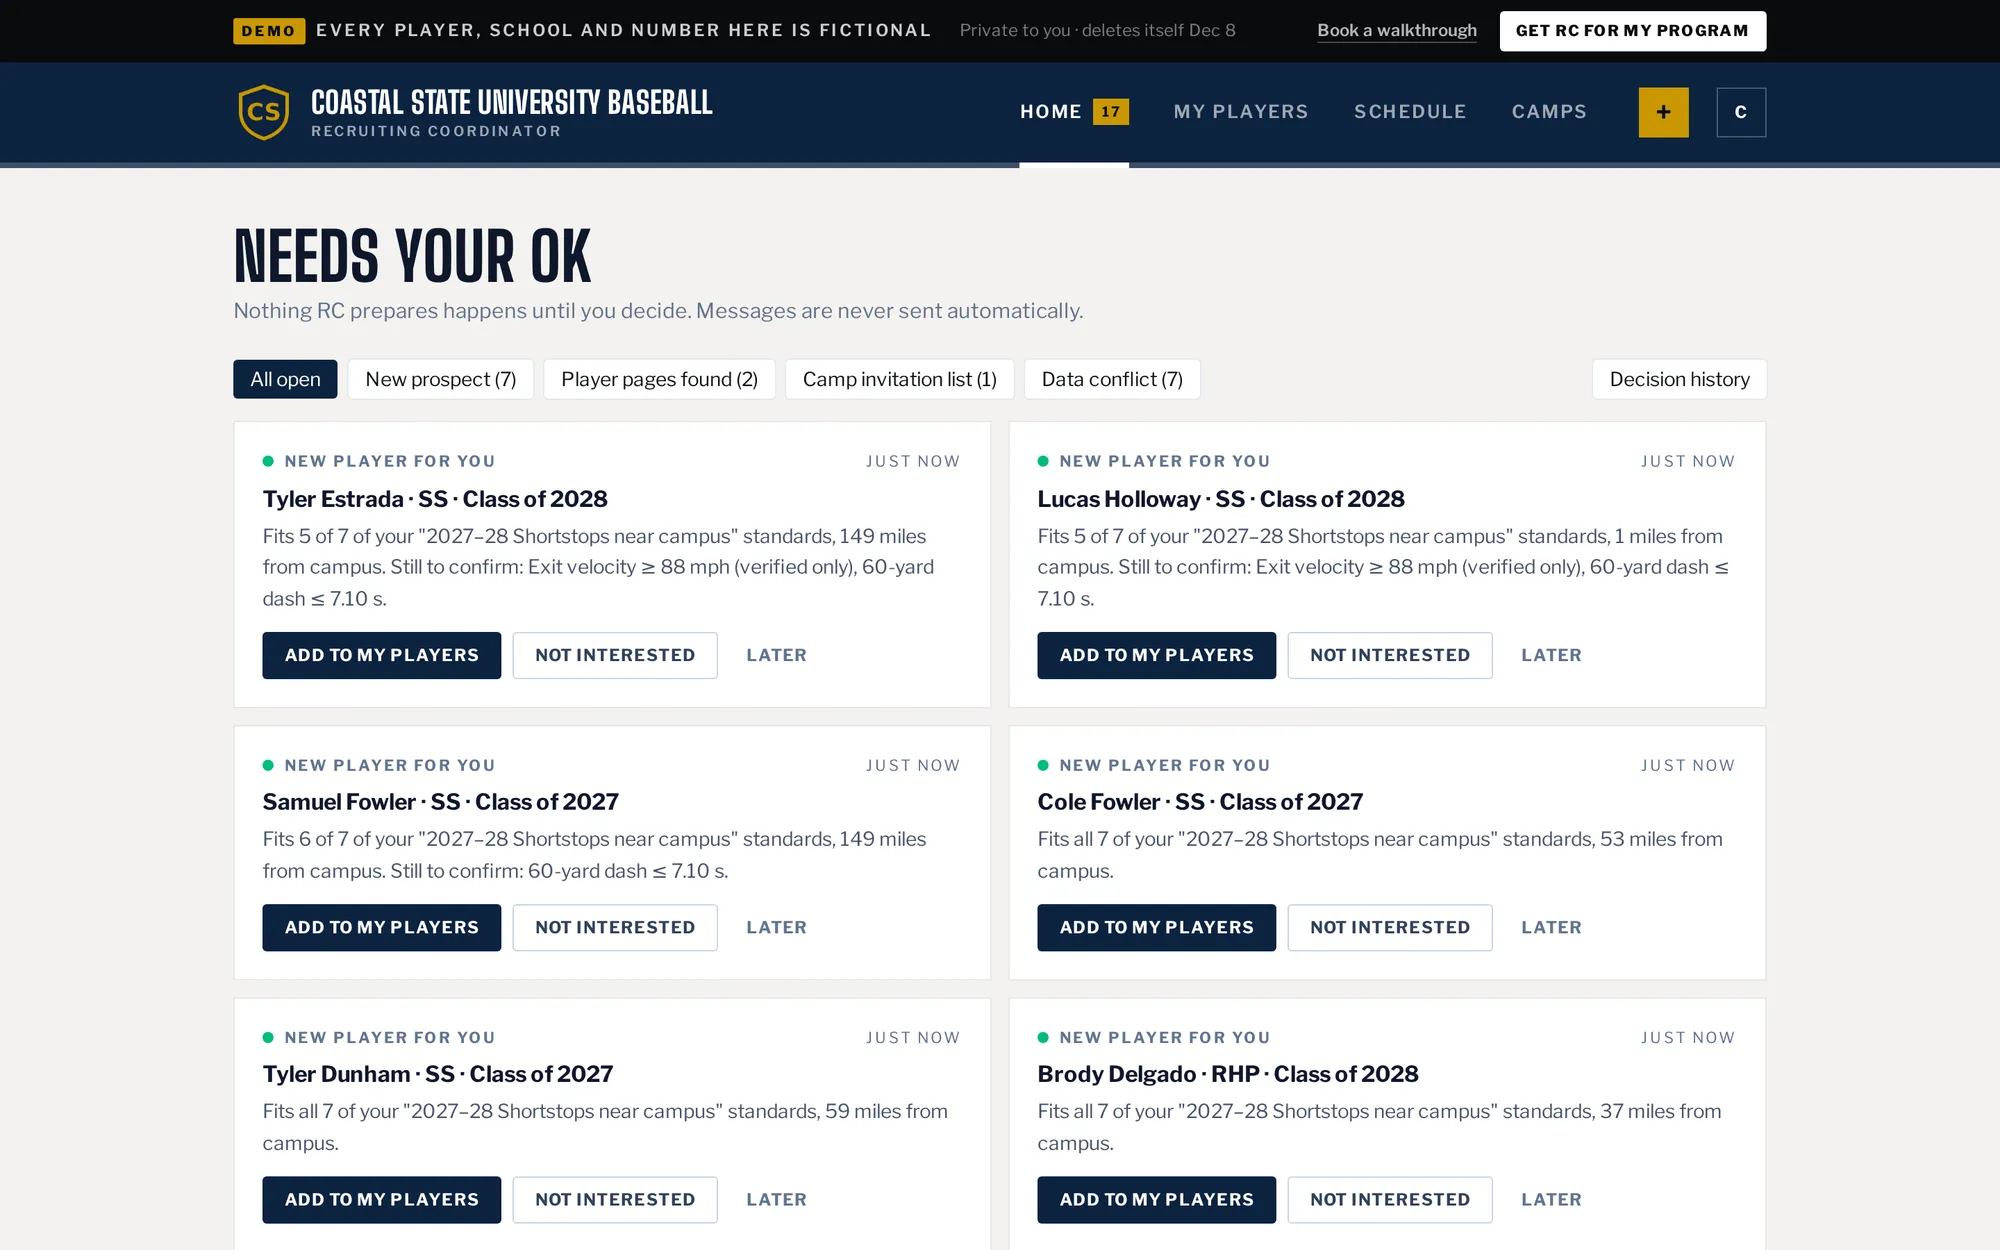 DEMO EVERY PLAYER, SCHOOL AND NUMBER HERE IS FICTIONAL Private to you · deletes itself Dec 8 Book a walkthrough GET RC FOR MY PROGRAM
CS
COASTAL STATE UNIVERSITY BASEBALL
RECRUITING COORDINATOR
HOME 17 MY PLAYERS SCHEDULE CAMPS + C
NEEDS YOUR OK
Nothing RC prepares happens until you decide. Messages are never sent automatically.
All open New prospect (7) Player pages found (2) Camp invitation list (1) Data conflict (7) Decision history
NEW PLAYER FOR YOU JUST NOW
Tyler Estrada · SS · Class of 2028
Fits 5 of 7 of your "2027–28 Shortstops near campus" standards, 149 miles
from campus. Still to confirm: Exit velocity ≥ 88 mph (verified only), 60-yard
dash ≤ 7.10 s.
ADD TO MY PLAYERS NOT INTERESTED LATER
NEW PLAYER FOR YOU JUST NOW
Lucas Holloway · SS · Class of 2028
Fits 5 of 7 of your "2027–28 Shortstops near campus" standards, 1 miles from
campus. Still to confirm: Exit velocity ≥ 88 mph (verified only), 60-yard dash ≤
7.10 s.
ADD TO MY PLAYERS NOT INTERESTED LATER
NEW PLAYER FOR YOU JUST NOW
Samuel Fowler · SS · Class of 2027
Fits 6 of 7 of your "2027–28 Shortstops near campus" standards, 149 miles
from campus. Still to confirm: 60-yard dash ≤ 7.10 s.
ADD TO MY PLAYERS NOT INTERESTED LATER
NEW PLAYER FOR YOU JUST NOW
Cole Fowler · SS · Class of 2027
Fits all 7 of your "2027–28 Shortstops near campus" standards, 53 miles from
campus.
ADD TO MY PLAYERS NOT INTERESTED LATER
NEW PLAYER FOR YOU JUST NOW
Tyler Dunham · SS · Class of 2027
Fits all 7 of your "2027–28 Shortstops near campus" standards, 59 miles from
campus.
ADD TO MY PLAYERS NOT INTERESTED LATER
NEW PLAYER FOR YOU JUST NOW
Brody Delgado · RHP · Class of 2028
Fits all 7 of your "2027–28 Shortstops near campus" standards, 37 miles from
campus.
ADD TO MY PLAYERS NOT INTERESTED LATER